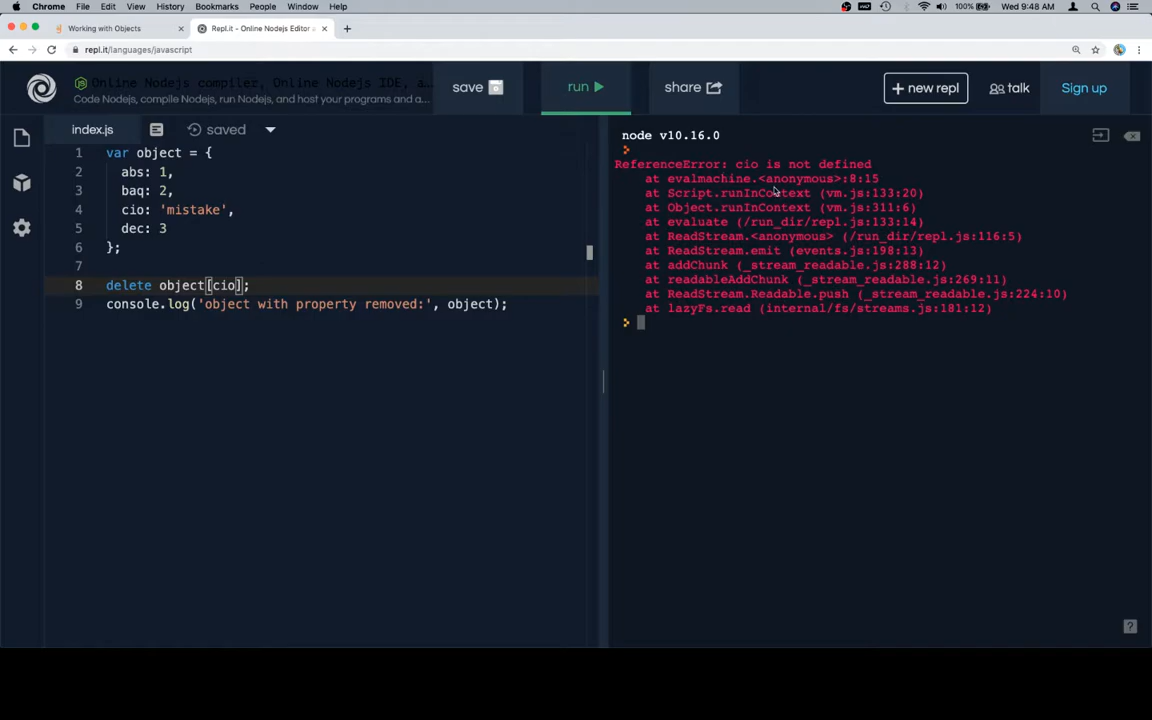 Chrome File Edit View History Bookmarks People Window Help 100% Wed 9:48 AM
Working with Objects Repl.it - Online Nodejs Editor
repl.it/languages/javascript
Online Nodejs compiler, Online Nodejs IDE, a…
Code Nodejs, compile Nodejs, run Nodejs, and host your programs and a…
save run share + new repl talk Sign up
index.js saved
1 var object = {
2 abs: 1,
3 baq: 2,
4 cio: 'mistake',
5 dec: 3
6 };
7
8 delete object[cio];
9 console.log('object with property removed:', object);
node v10.16.0
>
ReferenceError: cio is not defined
at evalmachine.<anonymous>:8:15
at Script.runInContext (vm.js:133:20)
at Object.runInContext (vm.js:311:6)
at evaluate (/run_dir/repl.js:133:14)
at ReadStream.<anonymous> (/run_dir/repl.js:116:5)
at ReadStream.emit (events.js:198:13)
at addChunk (_stream_readable.js:288:12)
at readableAddChunk (_stream_readable.js:269:11)
at ReadStream.Readable.push (_stream_readable.js:224:10)
at lazyFs.read (internal/fs/streams.js:181:12)
>
?